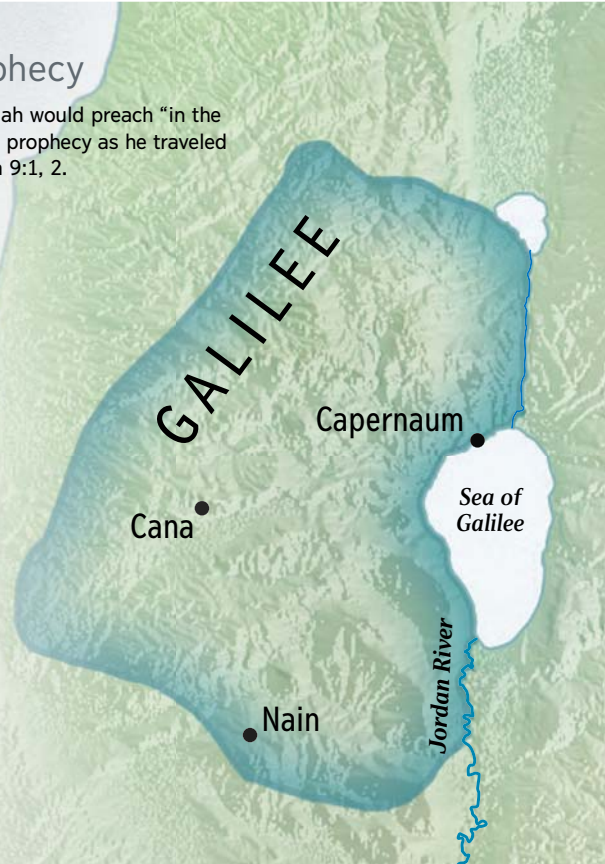 phecy
ah would preach “in the
prophecy as he traveled
9:1, 2.
GALILEE
Capernaum
Sea of
Galilee
Cana
Jordan River
Nain